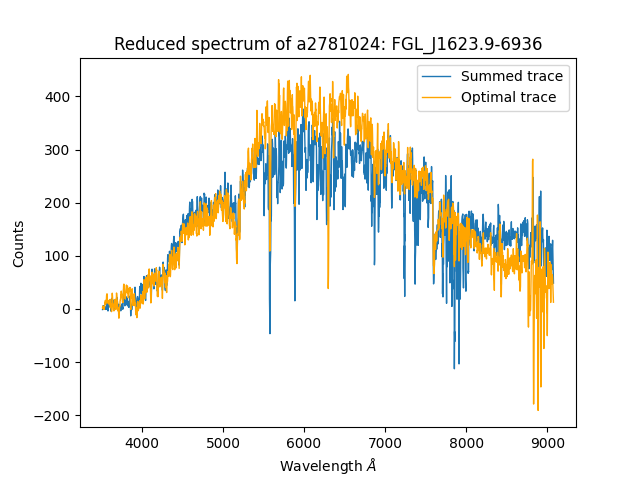 Reduced spectrum of a2781024: FGL_J1623.9-6936
Summed trace
Optimal trace
400
300
200
100
0
−100
−200
Counts
4000 5000 6000 7000 8000 9000
Wavelength Å